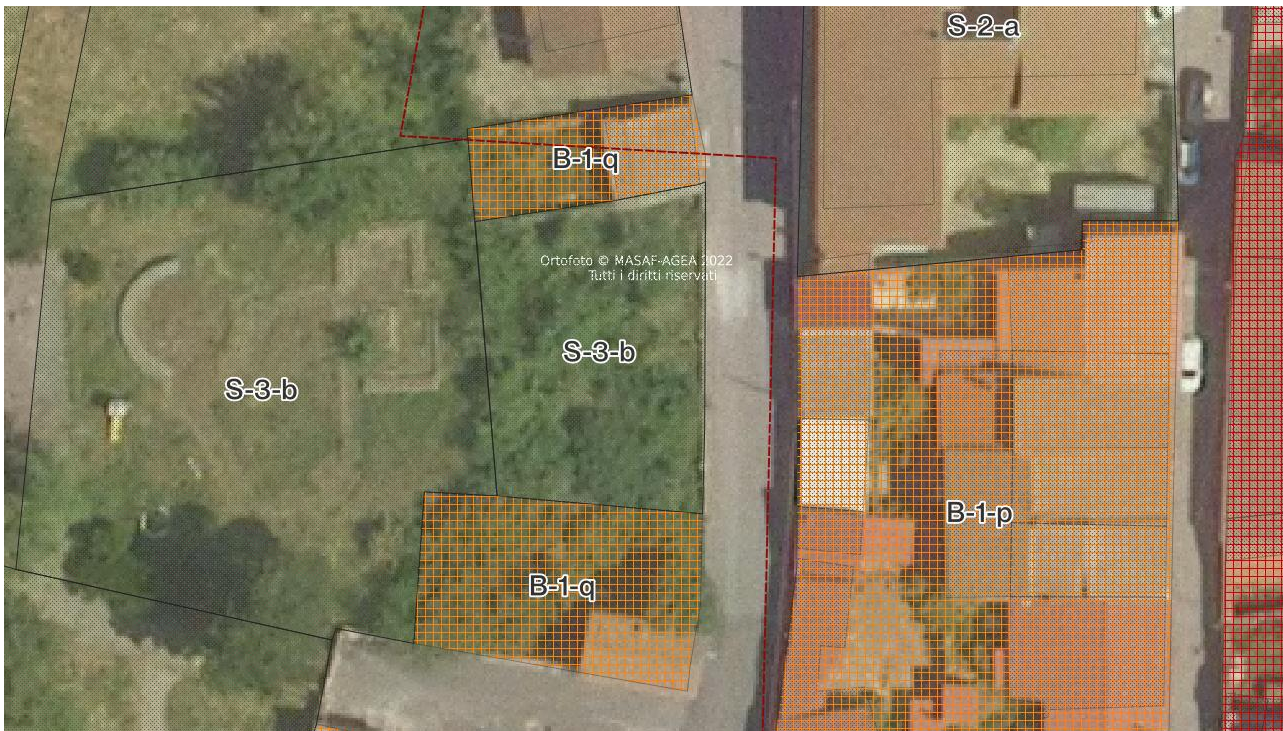 S-2-a
B-1-q
Ortofoto © MASAF-AGEA 2022
Tutti i diritti riservati
S-3-b
S-3-b
B-1-p
B-1-q